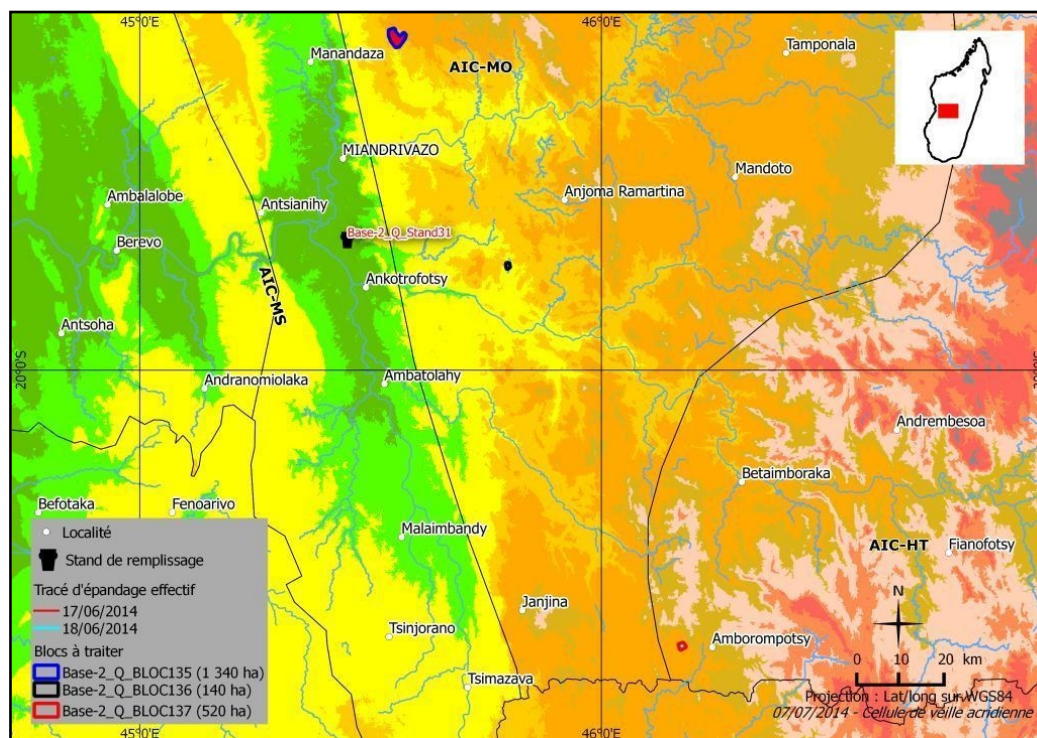 45°0'E
46°0'E
Manandaza
AIC-MO
Tamponala
MIANDRIVAZO
Mandoto
Anjoma Ramartina
Ambalalobe
Antsianihy
Base-2_Q_Stand31
Berevo
Ankotrofotsy
AIC-MS
Antsoha
20°0'S
Andranomiolaka
Ambatolahy
Andrembesoa
Betaimboraka
Befotaka
Fenoarivo
Malaimbandy
AIC-HT
Fianofotsy
Localité
Stand de remplissage
Tracé d'épandage effectif
17/06/2014
18/06/2014
Blocs à traiter
Base-2_Q_BLOC135 (1 340 ha)
Base-2_Q_BLOC136 (140 ha)
Base-2_Q_BLOC137 (520 ha)
Janjina
Tsinjorano
Amborompotsy
Tsimazava
N
0 10 20 km
Projection : Lat/long sur WGS84
07/07/2014 - Cellule de veille acridienne
45°0'E
46°0'E